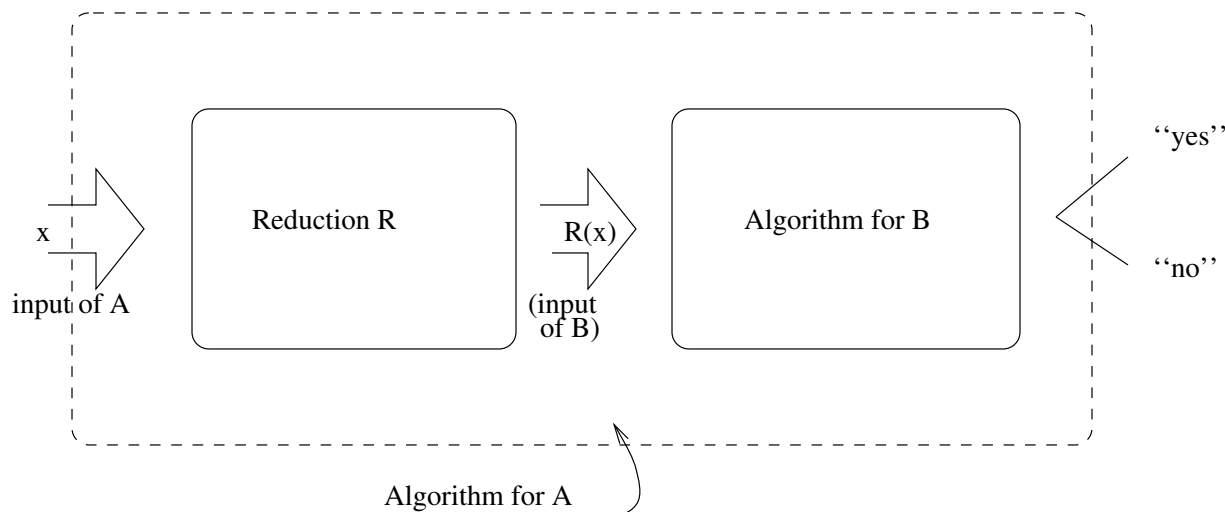 ‘‘yes’’
x
Reduction R
R(x)
Algorithm for B
‘‘no’’
input of A
(input
of B)
Algorithm for A